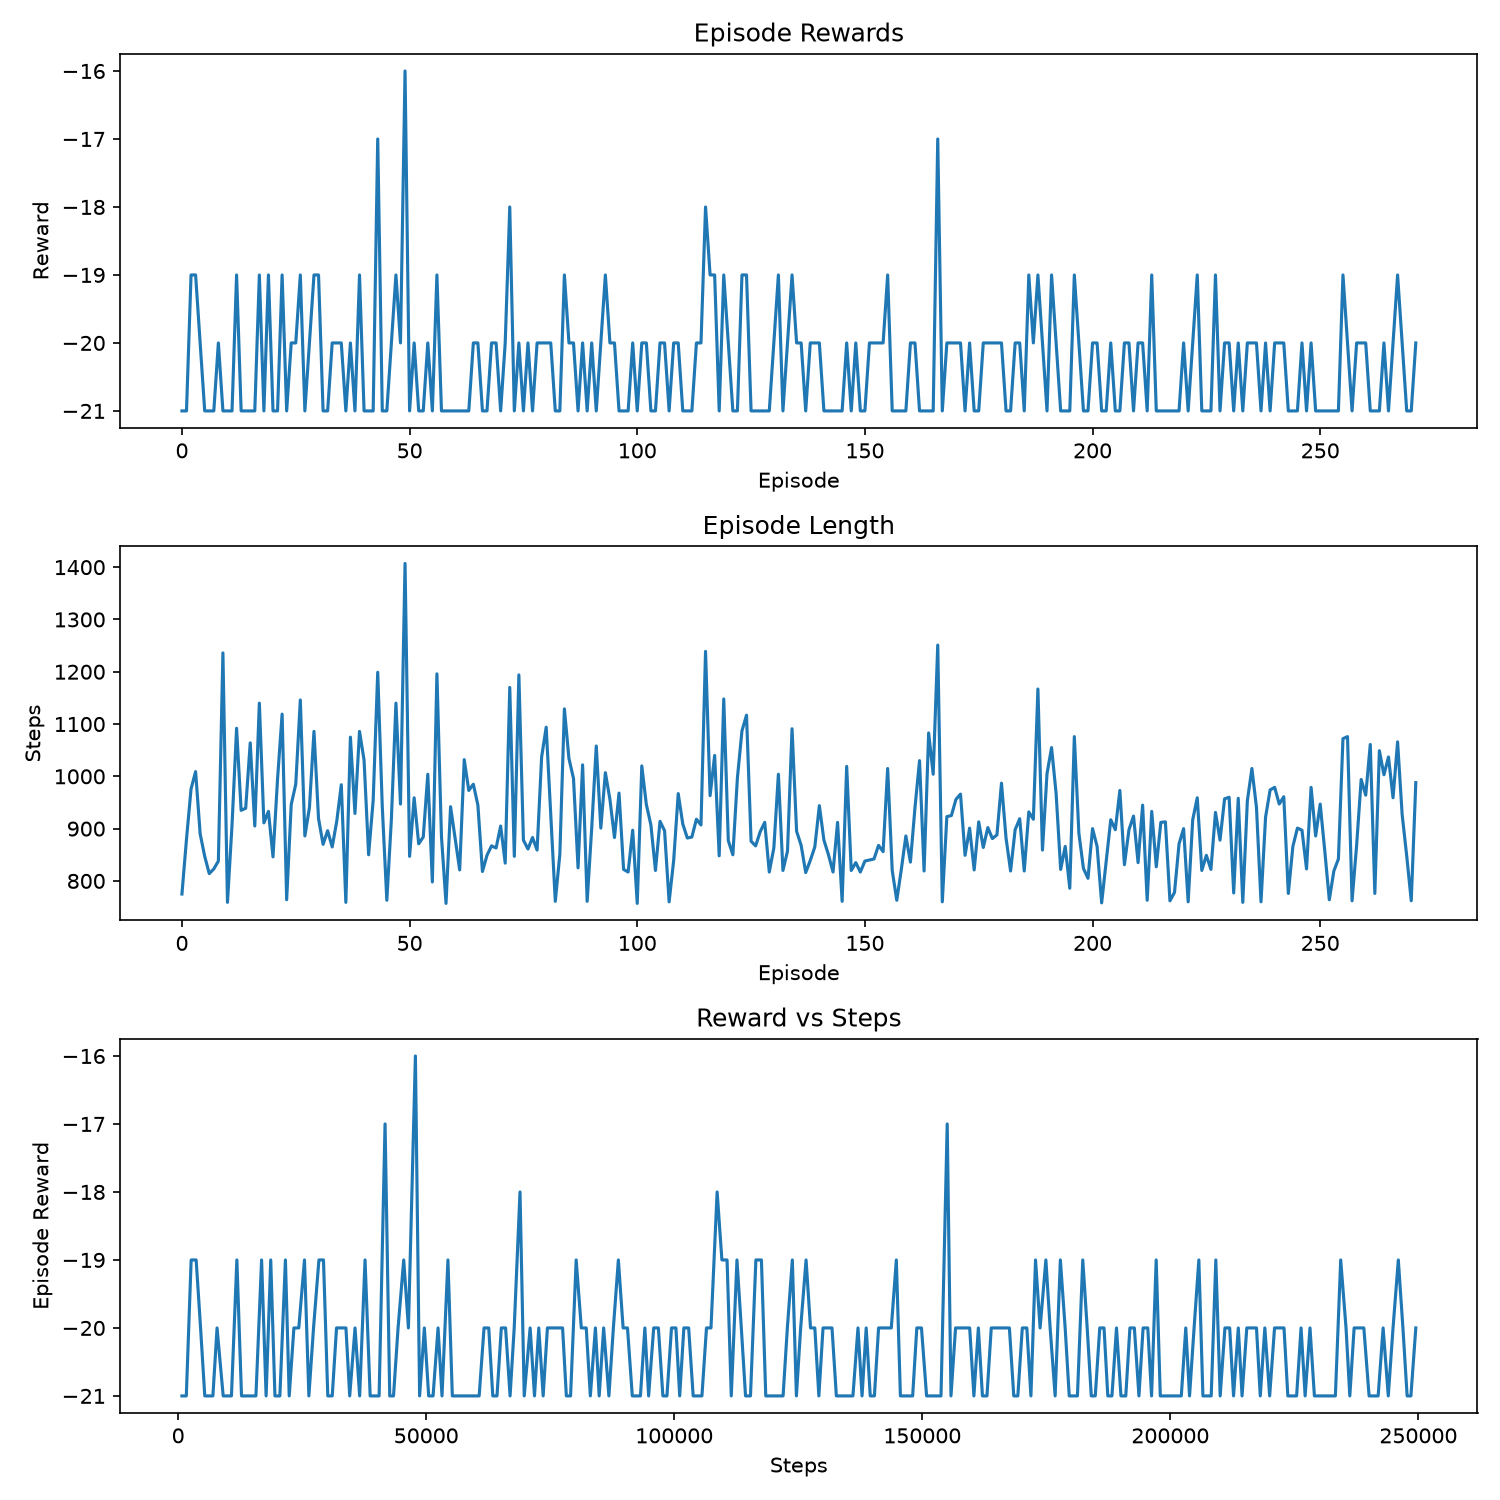 Episode Rewards
−16
−17
−18
−19
−20
−21
Reward
0 50 100 150 200 250
Episode
Episode Length
1400
1300
1200
1100
1000
900
800
Steps
0 50 100 150 200 250
Episode
Reward vs Steps
−16
−17
−18
−19
−20
−21
Episode Reward
0 50000 100000 150000 200000 250000
Steps